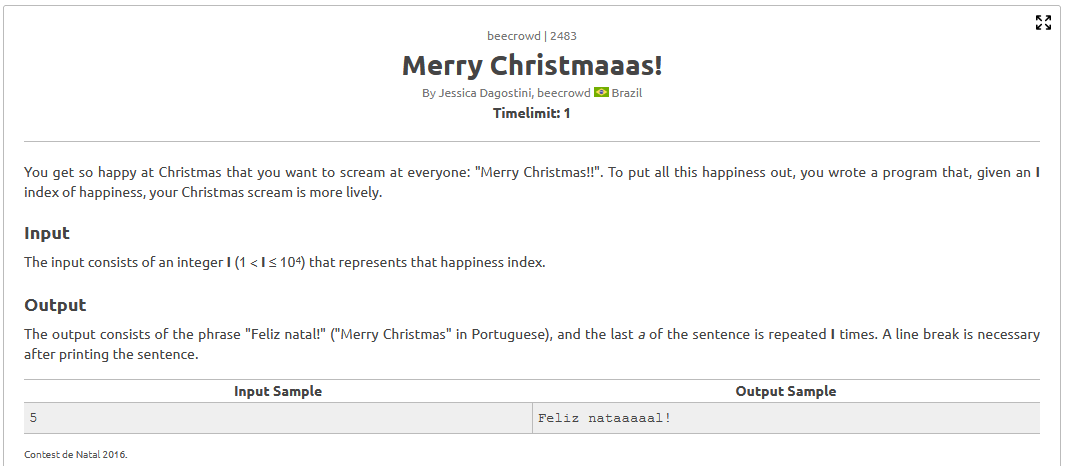 beecrowd | 2483
Merry Christmaaas!
By Jessica Dagostini, beecrowd Brazil
Timelimit: 1
You get so happy at Christmas that you want to scream at everyone: "Merry Christmas!!". To put all this happiness out, you wrote a program that, given an I
index of happiness, your Christmas scream is more lively.
Input
The input consists of an integer I (1 < I ≤ 10⁴) that represents that happiness index.
Output
The output consists of the phrase "Feliz natal!" ("Merry Christmas" in Portuguese), and the last a of the sentence is repeated I times. A line break is necessary
after printing the sentence.
Input Sample Output Sample
5 Feliz nataaaaal!
Contest de Natal 2016.